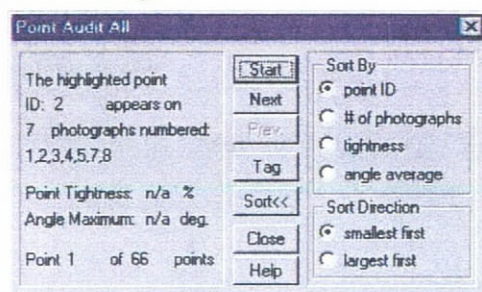 Point Audit All
The highlighted point
ID: 2 appears on
7 photographs numbered:
1,2,3,4,5,7,8
Point Tightness: n/a %
Angle Maximum: n/a deg.
Point 1 of 66 points
Start
Next
Prev.
Tag
Sort<<
Close
Help
Sort By
point ID
# of photographs
tightness
angle average
Sort Direction
smallest first
largest first